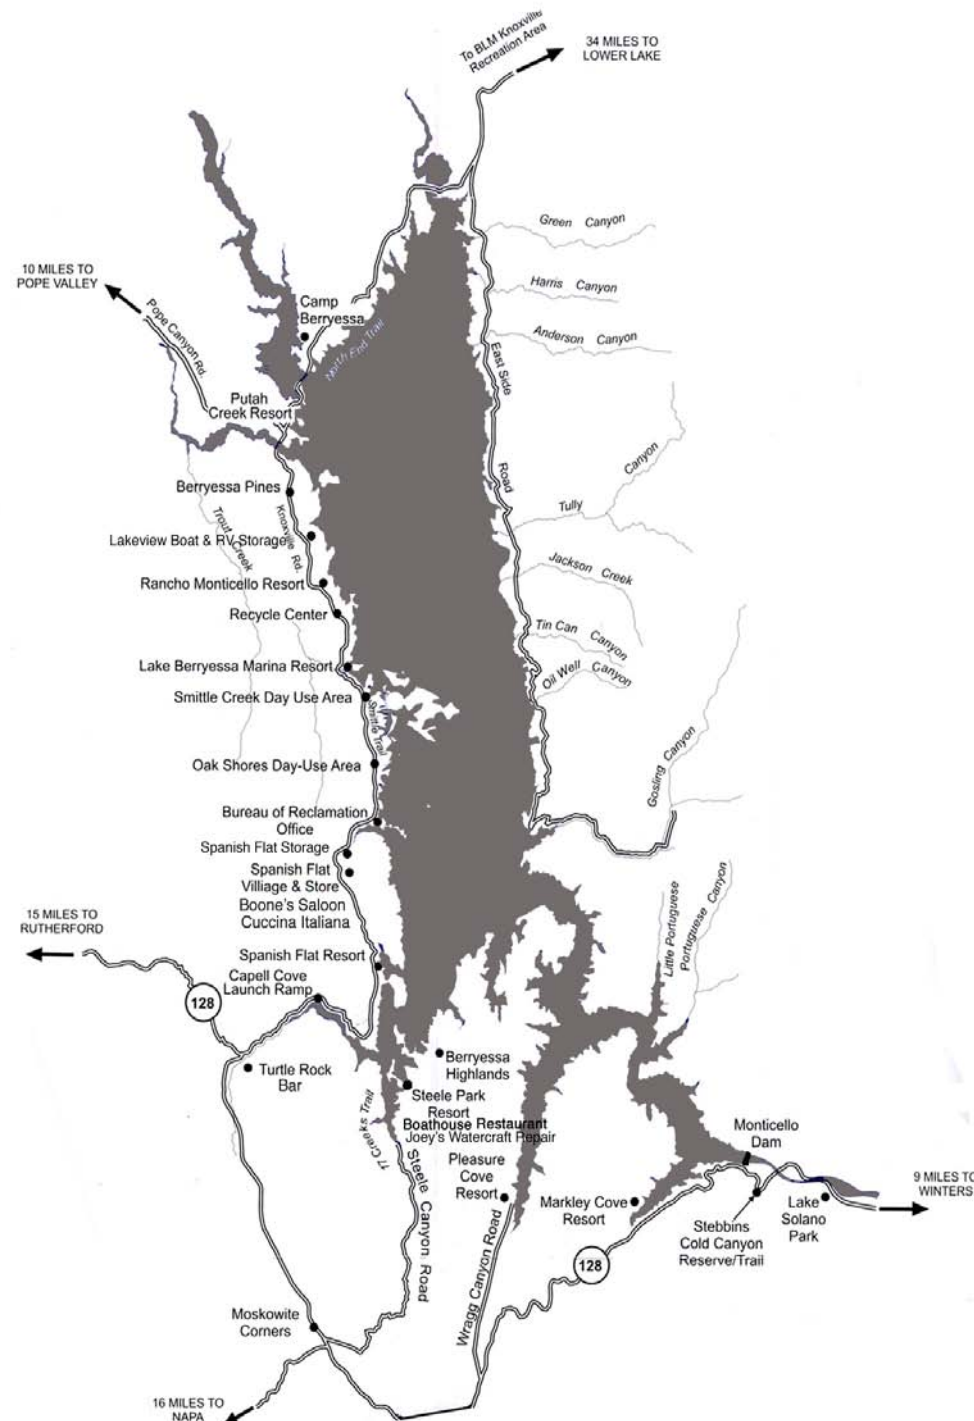 To BLM Knoxville
Recreation Area
34 MILES TO
LOWER LAKE
Green Canyon
10 MILES TO
POPE VALLEY
Harris Canyon
Camp
Berryessa
Pope Canyon Rd.
North End Trail
Anderson Canyon
East Side Road
Putah
Creek Resort
Canyon
Berryessa Pines
Tully
Trout Creek
Knoxville Rd.
Lakeview Boat & RV Storage
Jackson Creek
Rancho Monticello Resort
Recycle Center
Tin Can Canyon
Lake Berryessa Marina Resort
Oil Well Canyon
Smittle Creek Day Use Area
Smittle Trail
Gosling Canyon
Oak Shores Day-Use Area
Bureau of Reclamation
Office
Spanish Flat Storage
Spanish Flat
Villiage & Store
Boone's Saloon
Cuccina Italiana
Little Portuguese
Portuguese Canyon
15 MILES TO
RUTHERFORD
Spanish Flat Resort
Capell Cove
Launch Ramp
128
Turtle Rock
Bar
Berryessa
Highlands
Steele Park
Resort
Boathouse Restaurant
Joey's Watercraft Repair
17 Creeks Trail
Steele Canyon Road
Monticello
Dam
Pleasure
Cove
Resort
9 MILES TO
WINTERS
Markley Cove
Resort
Lake
Solano
Park
Stebbins
Cold Canyon
Reserve/Trail
Wragg Canyon Road
128
Moskowite
Corners
16 MILES TO
NAPA